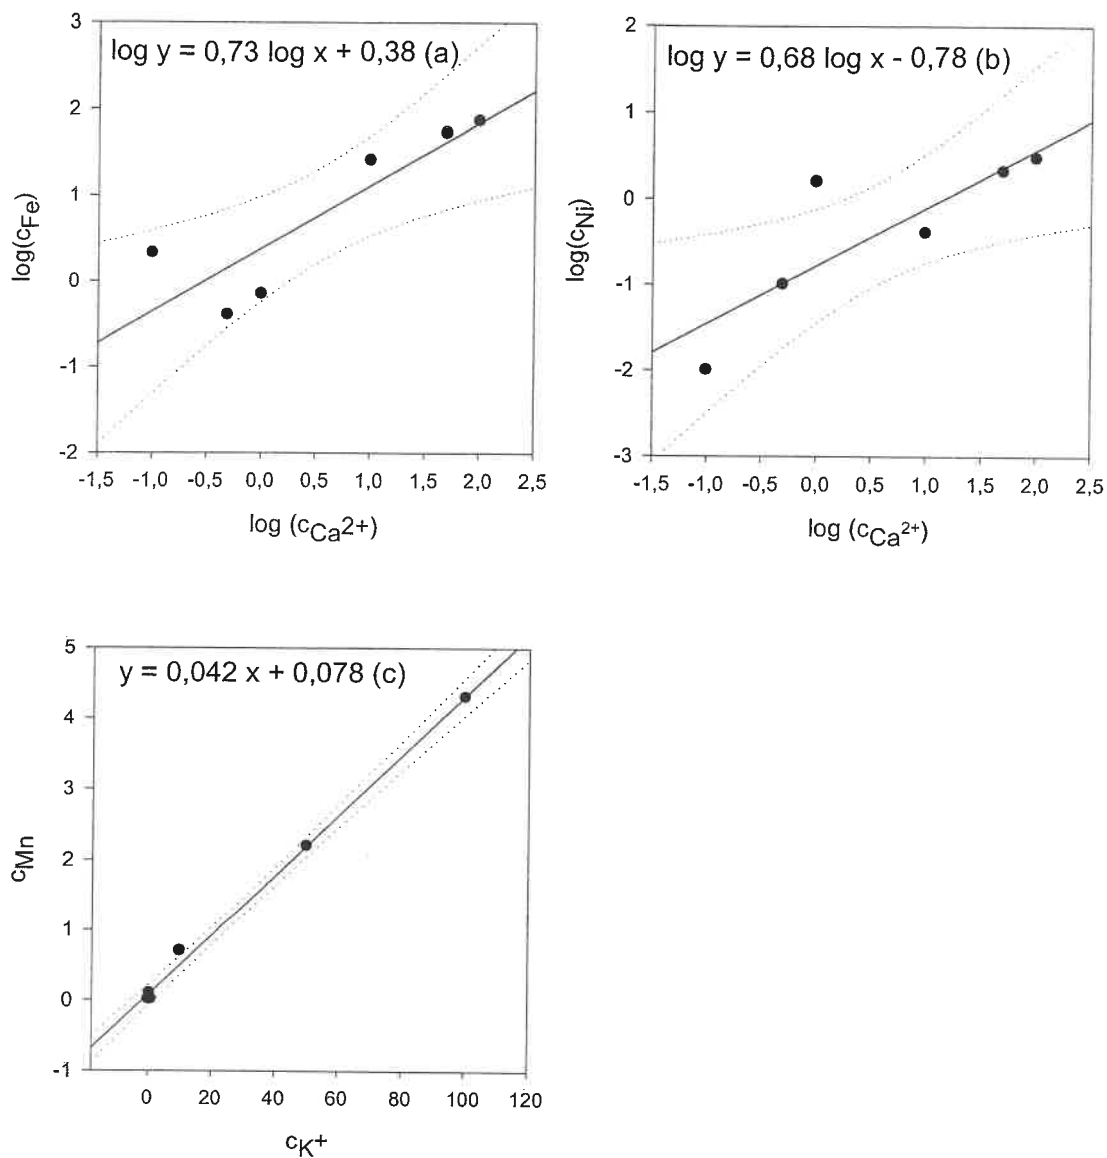 log y = 0,73 log x + 0,38 (a)
3
2
1
0
-1
-2
log(cFe)
-1,5 -1,0 -0,5 0,0 0,5 1,0 1,5 2,0 2,5
log (cCa2+)
log y = 0,68 log x - 0,78 (b)
2
1
0
-1
-2
-3
log(cNi)
-1,5 -1,0 -0,5 0,0 0,5 1,0 1,5 2,0 2,5
log (cCa2+)
y = 0,042 x + 0,078 (c)
5
4
3
2
1
0
-1
cMn
0 20 40 60 80 100 120
cK+